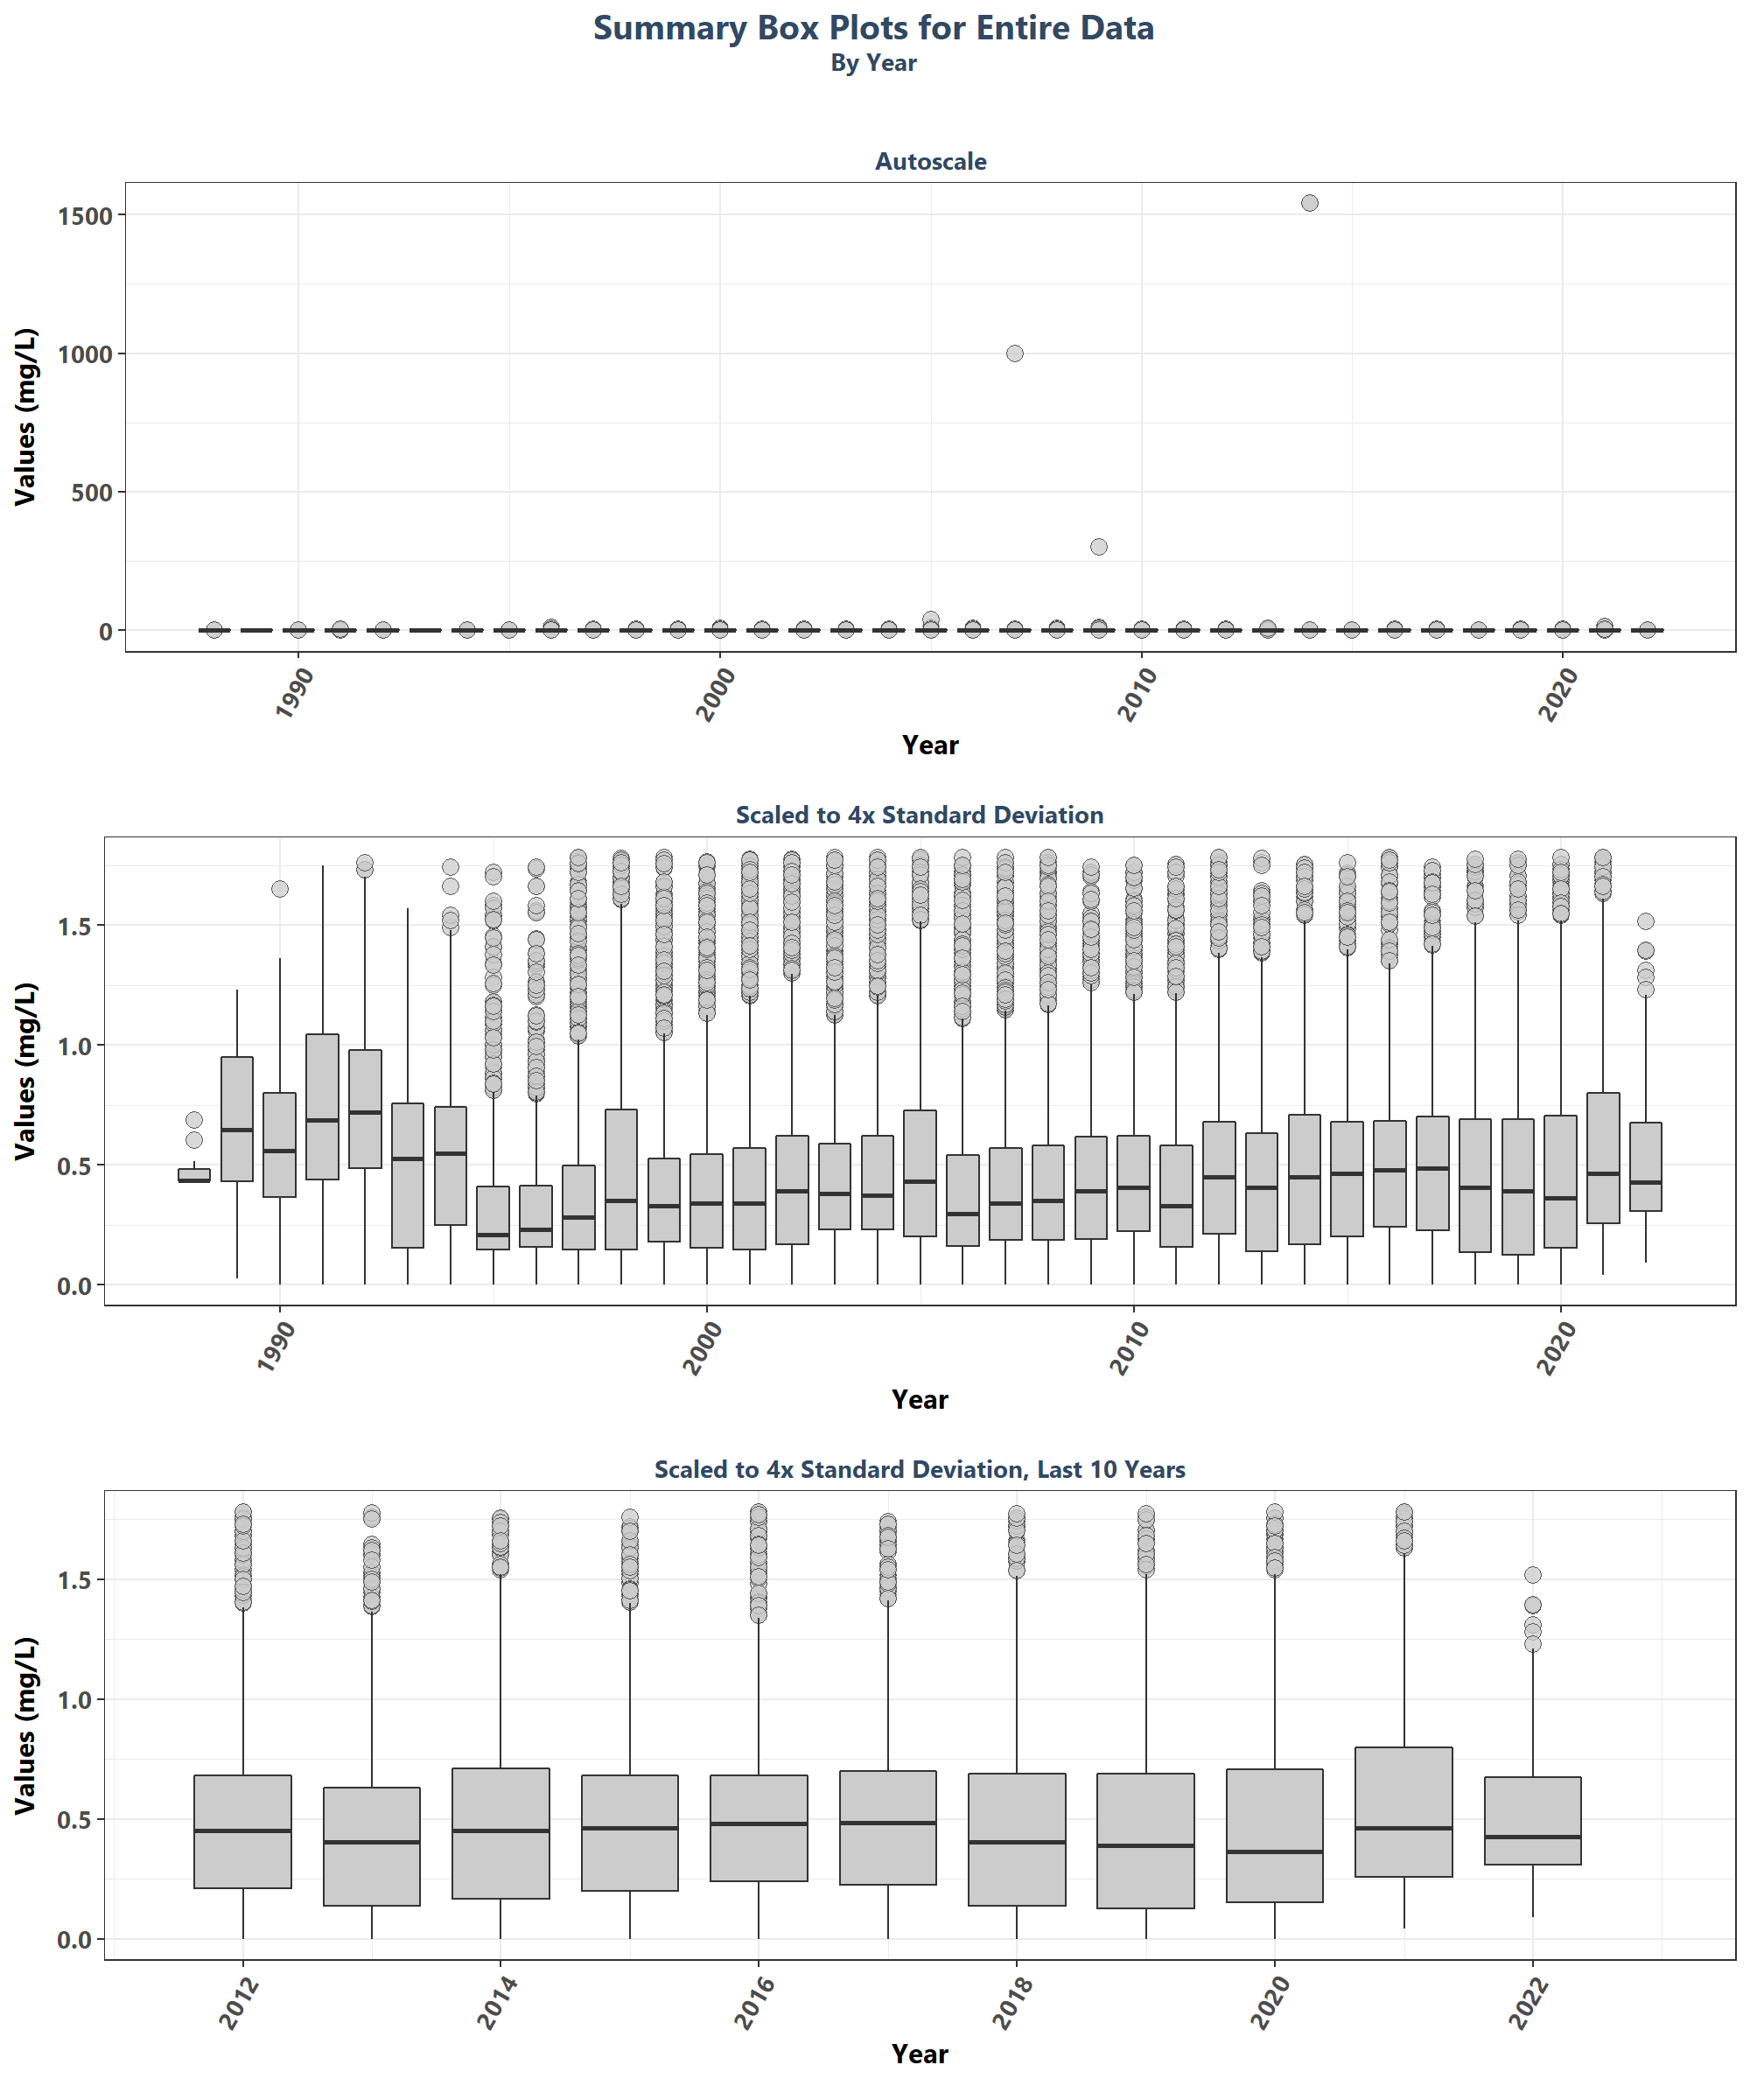 Summary Box Plots for Entire Data
By Year
Autoscale
Values (mg/L)
1500
1000
500
0
1990
2000
2010
2020
Year
Scaled to 4x Standard Deviation
Values (mg/L)
1.5
1.0
0.5
0.0
1990
2000
2010
2020
Year
Scaled to 4x Standard Deviation, Last 10 Years
Values (mg/L)
1.5
1.0
0.5
0.0
2012
2014
2016
2018
2020
2022
Year